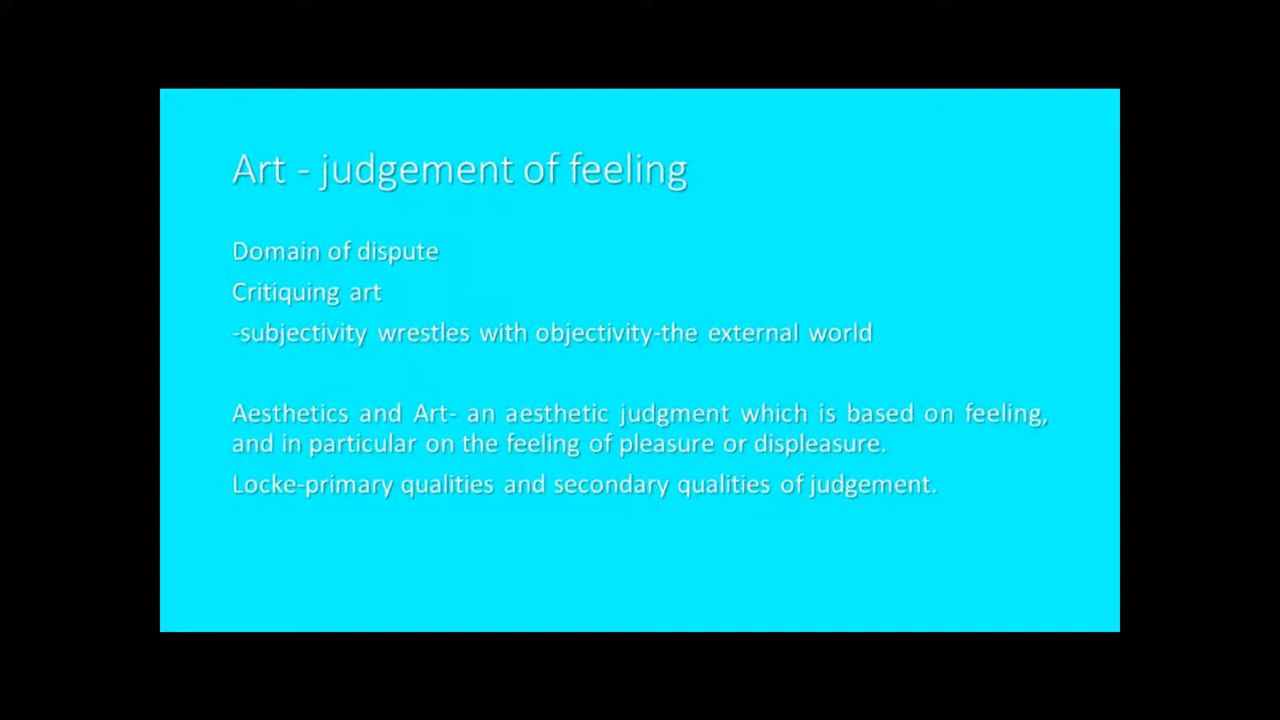 Art - judgement of feeling
Domain of dispute
Critiquing art
-subjectivity wrestles with objectivity-the external world
Aesthetics and Art- an aesthetic judgment which is based on feeling,
and in particular on the feeling of pleasure or displeasure.
Locke-primary qualities and secondary qualities of judgement.